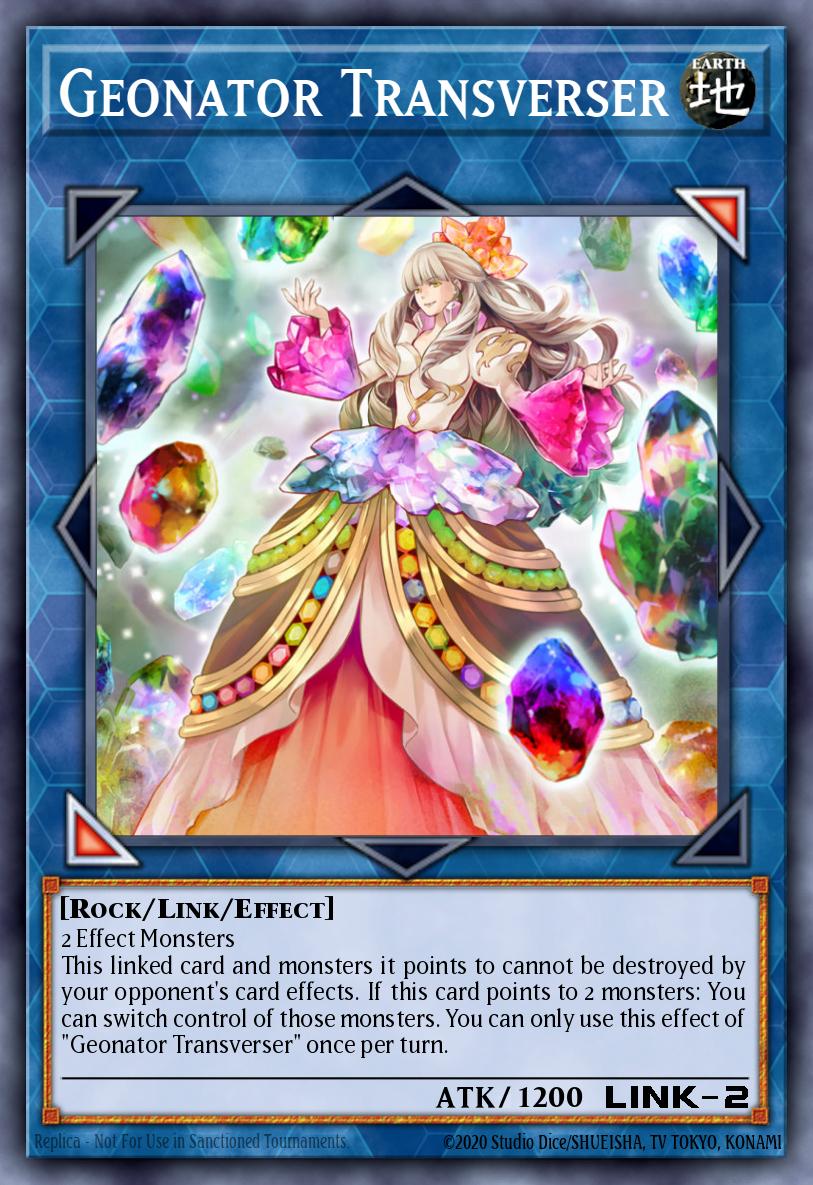 Geonator Transverser
EARTH
地
[Rock/Link/Effect]
2 Effect Monsters
This linked card and monsters it points to cannot be destroyed by
your opponent's card effects. If this card points to 2 monsters: You
can switch control of those monsters. You can only use this effect of
"Geonator Transverser" once per turn.
ATK/1200 LINK-2
Replica - Not For Use in Sanctioned Tournaments.
©2020 Studio Dice/SHUEISHA, TV TOKYO, KONAMI